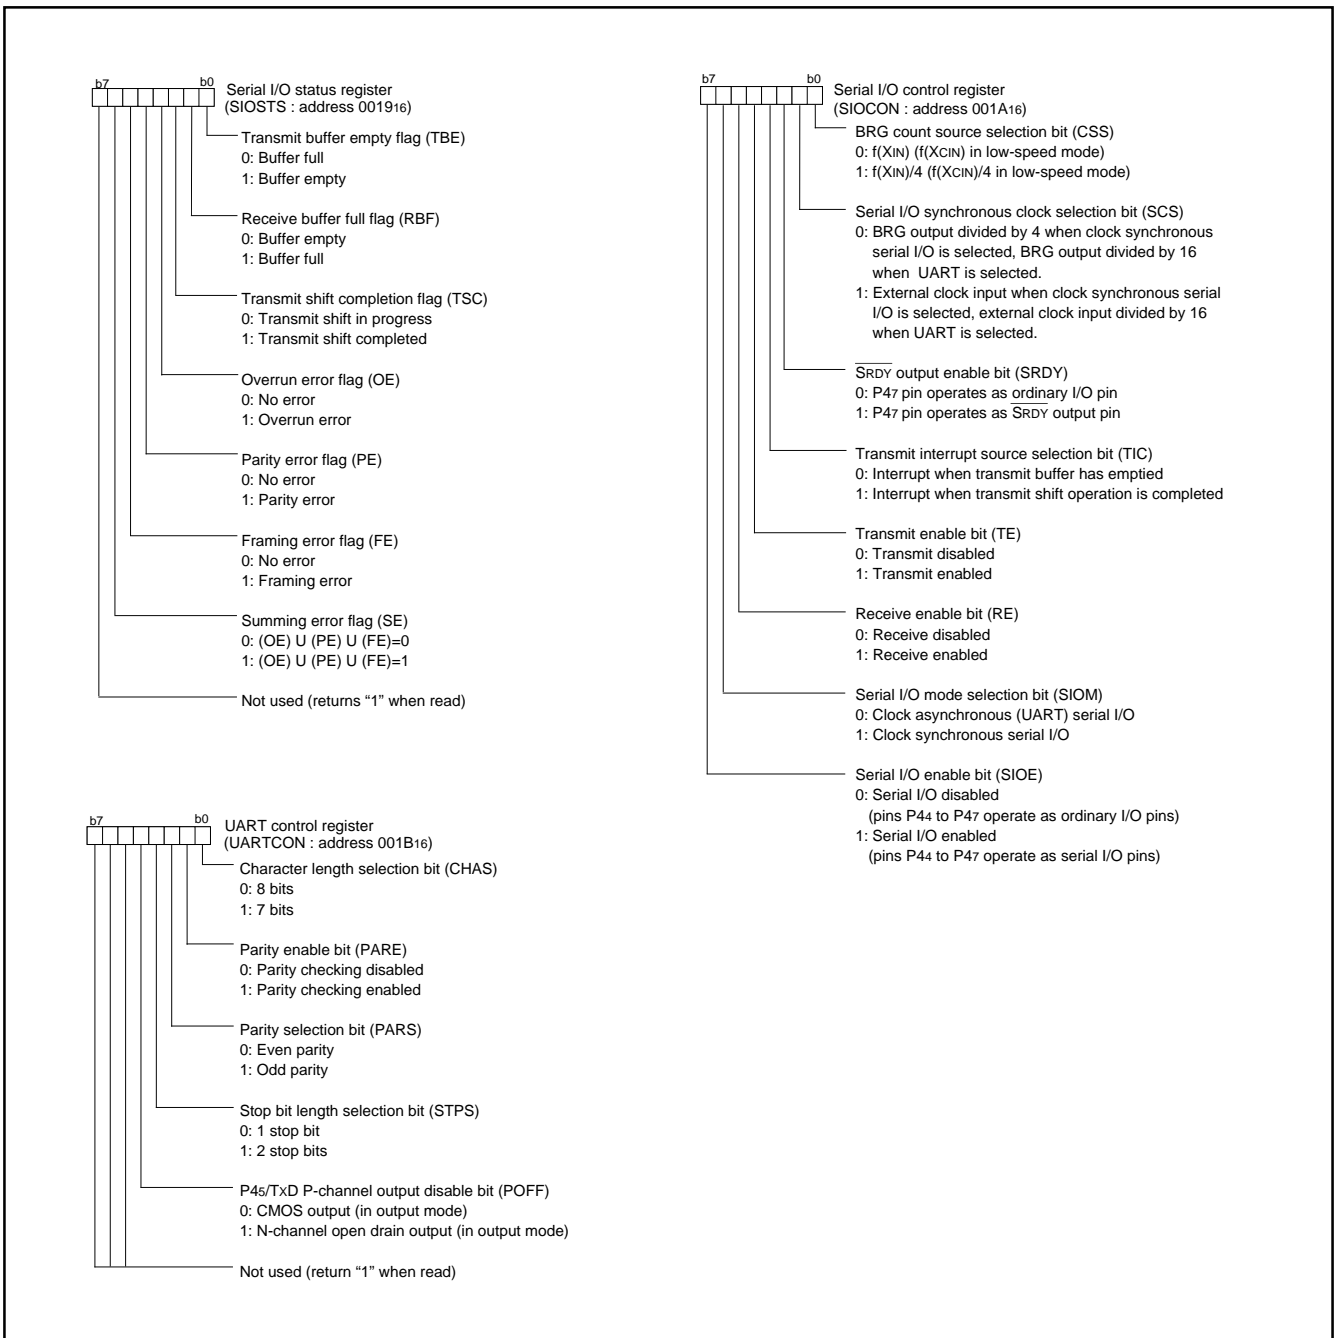 b7 b0 Serial I/O status register
(SIOSTS : address 001916)
Transmit buffer empty flag (TBE)
0: Buffer full
1: Buffer empty
Receive buffer full flag (RBF)
0: Buffer empty
1: Buffer full
Transmit shift completion flag (TSC)
0: Transmit shift in progress
1: Transmit shift completed
Overrun error flag (OE)
0: No error
1: Overrun error
Parity error flag (PE)
0: No error
1: Parity error
Framing error flag (FE)
0: No error
1: Framing error
Summing error flag (SE)
0: (OE) U (PE) U (FE)=0
1: (OE) U (PE) U (FE)=1
Not used (returns “1” when read)
b7 b0 UART control register
(UARTCON : address 001B16)
Character length selection bit (CHAS)
0: 8 bits
1: 7 bits
Parity enable bit (PARE)
0: Parity checking disabled
1: Parity checking enabled
Parity selection bit (PARS)
0: Even parity
1: Odd parity
Stop bit length selection bit (STPS)
0: 1 stop bit
1: 2 stop bits
P45/TXD P-channel output disable bit (POFF)
0: CMOS output (in output mode)
1: N-channel open drain output (in output mode)
Not used (return “1” when read)
b7 b0 Serial I/O control register
(SIOCON : address 001A16)
BRG count source selection bit (CSS)
0: f(XIN) (f(XCIN) in low-speed mode)
1: f(XIN)/4 (f(XCIN)/4 in low-speed mode)
Serial I/O synchronous clock selection bit (SCS)
0: BRG output divided by 4 when clock synchronous
serial I/O is selected, BRG output divided by 16
when UART is selected.
1: External clock input when clock synchronous serial
I/O is selected, external clock input divided by 16
when UART is selected.
SRDY output enable bit (SRDY)
0: P47 pin operates as ordinary I/O pin
1: P47 pin operates as SRDY output pin
Transmit interrupt source selection bit (TIC)
0: Interrupt when transmit buffer has emptied
1: Interrupt when transmit shift operation is completed
Transmit enable bit (TE)
0: Transmit disabled
1: Transmit enabled
Receive enable bit (RE)
0: Receive disabled
1: Receive enabled
Serial I/O mode selection bit (SIOM)
0: Clock asynchronous (UART) serial I/O
1: Clock synchronous serial I/O
Serial I/O enable bit (SIOE)
0: Serial I/O disabled
(pins P44 to P47 operate as ordinary I/O pins)
1: Serial I/O enabled
(pins P44 to P47 operate as serial I/O pins)